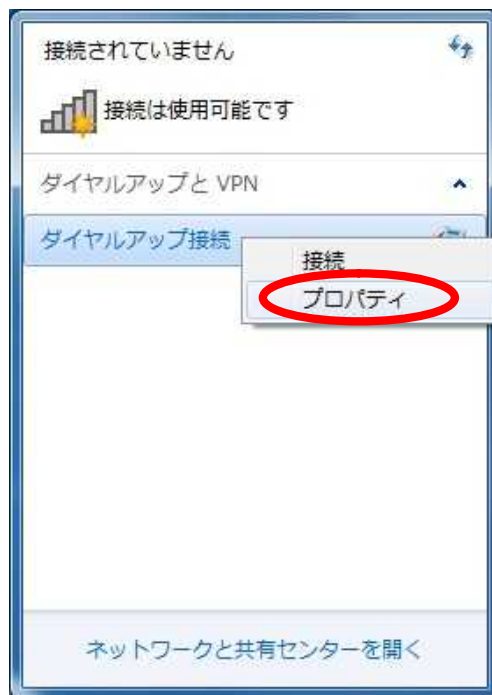 接続されていません
接続は使用可能です
ダイヤルアップと VPN
ダイヤルアップ接続
接続
プロパティ
ネットワークと共有センターを開く